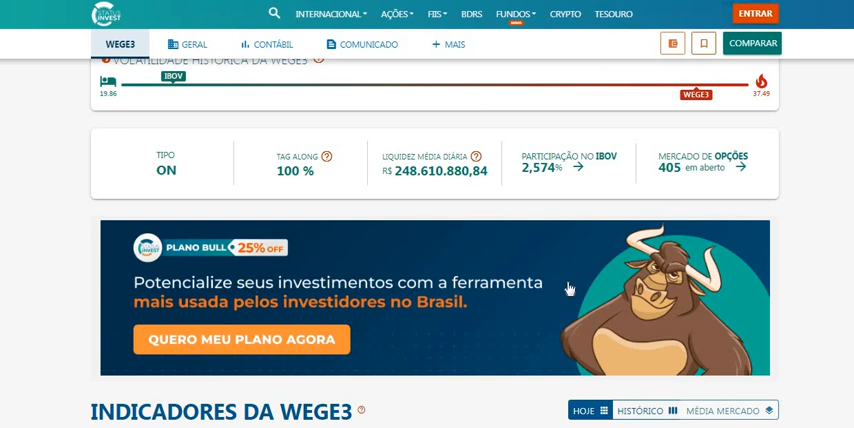 STATUS
INVEST
INTERNACIONAL
AÇÕES
FIIS
BDRS
FUNDOS
CRYPTO
TESOURO
ENTRAR
WEGE3
GERAL
CONTÁBIL
COMUNICADO
+ MAIS
COMPARAR
VOLATILIDADE HISTÓRICA DA WEGE3
IBOV
19.86
WEGE3
37.49
TIPO
ON
TAG ALONG
100 %
LIQUIDEZ MÉDIA DIÁRIA
R$ 248.610.880,84
PARTICIPAÇÃO NO IBOV
2,574%
MERCADO DE OPÇÕES
405 em aberto
PLANO BULL 25% OFF
Potencialize seus investimentos com a ferramenta
mais usada pelos investidores no Brasil.
QUERO MEU PLANO AGORA
INDICADORES DA WEGE3
HOJE
HISTÓRICO
MÉDIA MERCADO